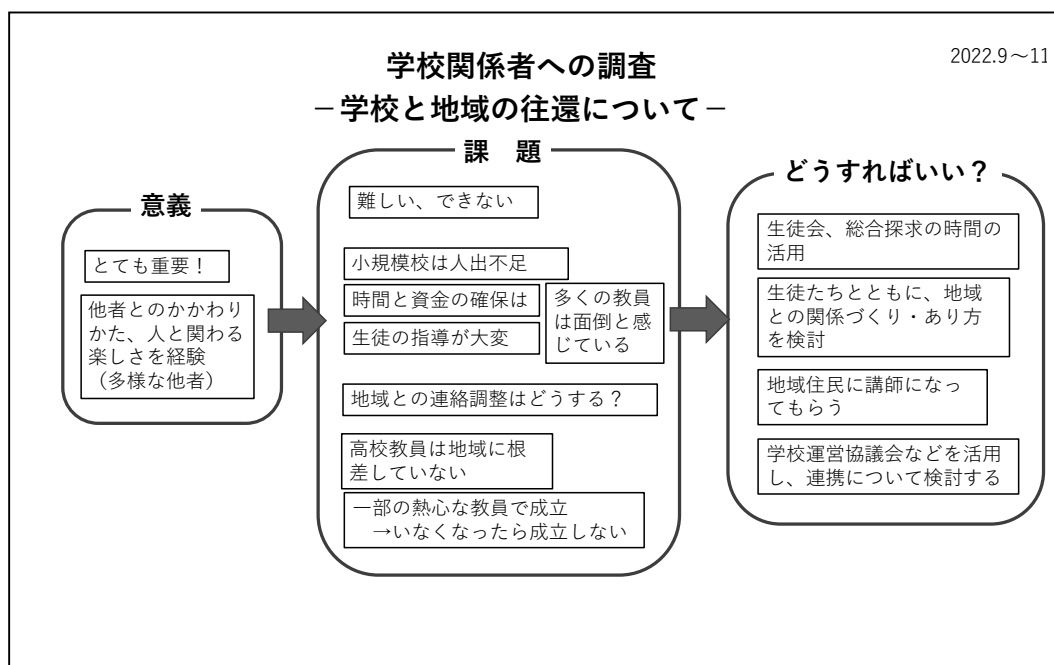 学校関係者への調査
－学校と地域の往還について－
2022.9～11
意義
とても重要！
他者とのかかわり
かた、人と関わる
楽しさを経験
（多様な他者）
課　題
難しい、できない
小規模校は人出不足
時間と資金の確保は
生徒の指導が大変
多くの教員
は面倒と感
じている
地域との連絡調整はどうする？
高校教員は地域に根
差していない
一部の熱心な教員で成立
→いなくなったら成立しない
どうすればいい？
生徒会、総合探求の時間の
活用
生徒たちとともに、地域
との関係づくり・あり方
を検討
地域住民に講師になっ
てもらう
学校運営協議会などを活用
し、連携について検討する